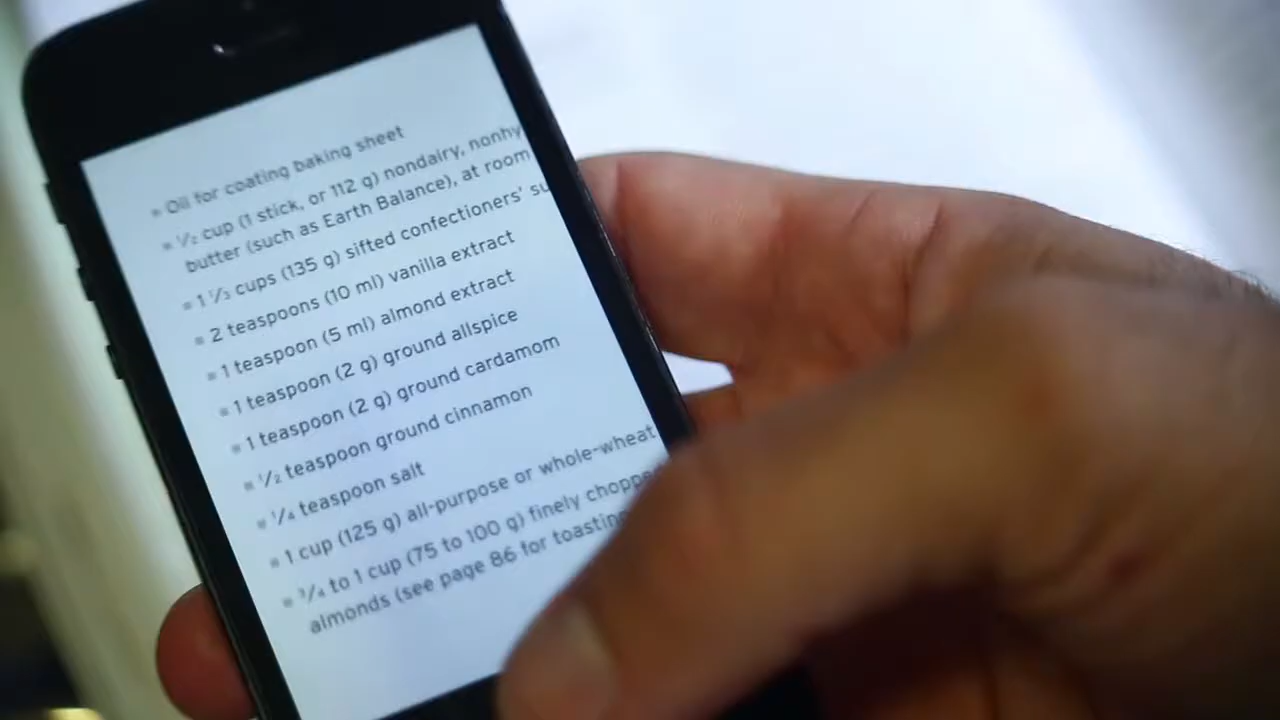 Oil for coating baking sheet
½ cup (1 stick, or 112 g) nondairy, nonhy
butter (such as Earth Balance), at room
1 ⅓ cups (135 g) sifted confectioners' su
2 teaspoons (10 ml) vanilla extract
1 teaspoon (5 ml) almond extract
1 teaspoon (2 g) ground allspice
1 teaspoon (2 g) ground cardamom
½ teaspoon ground cinnamon
¼ teaspoon salt
1 cup (125 g) all-purpose or whole-wheat
¾ to 1 cup (75 to 100 g) finely chopped
almonds (see page 86 for toasting